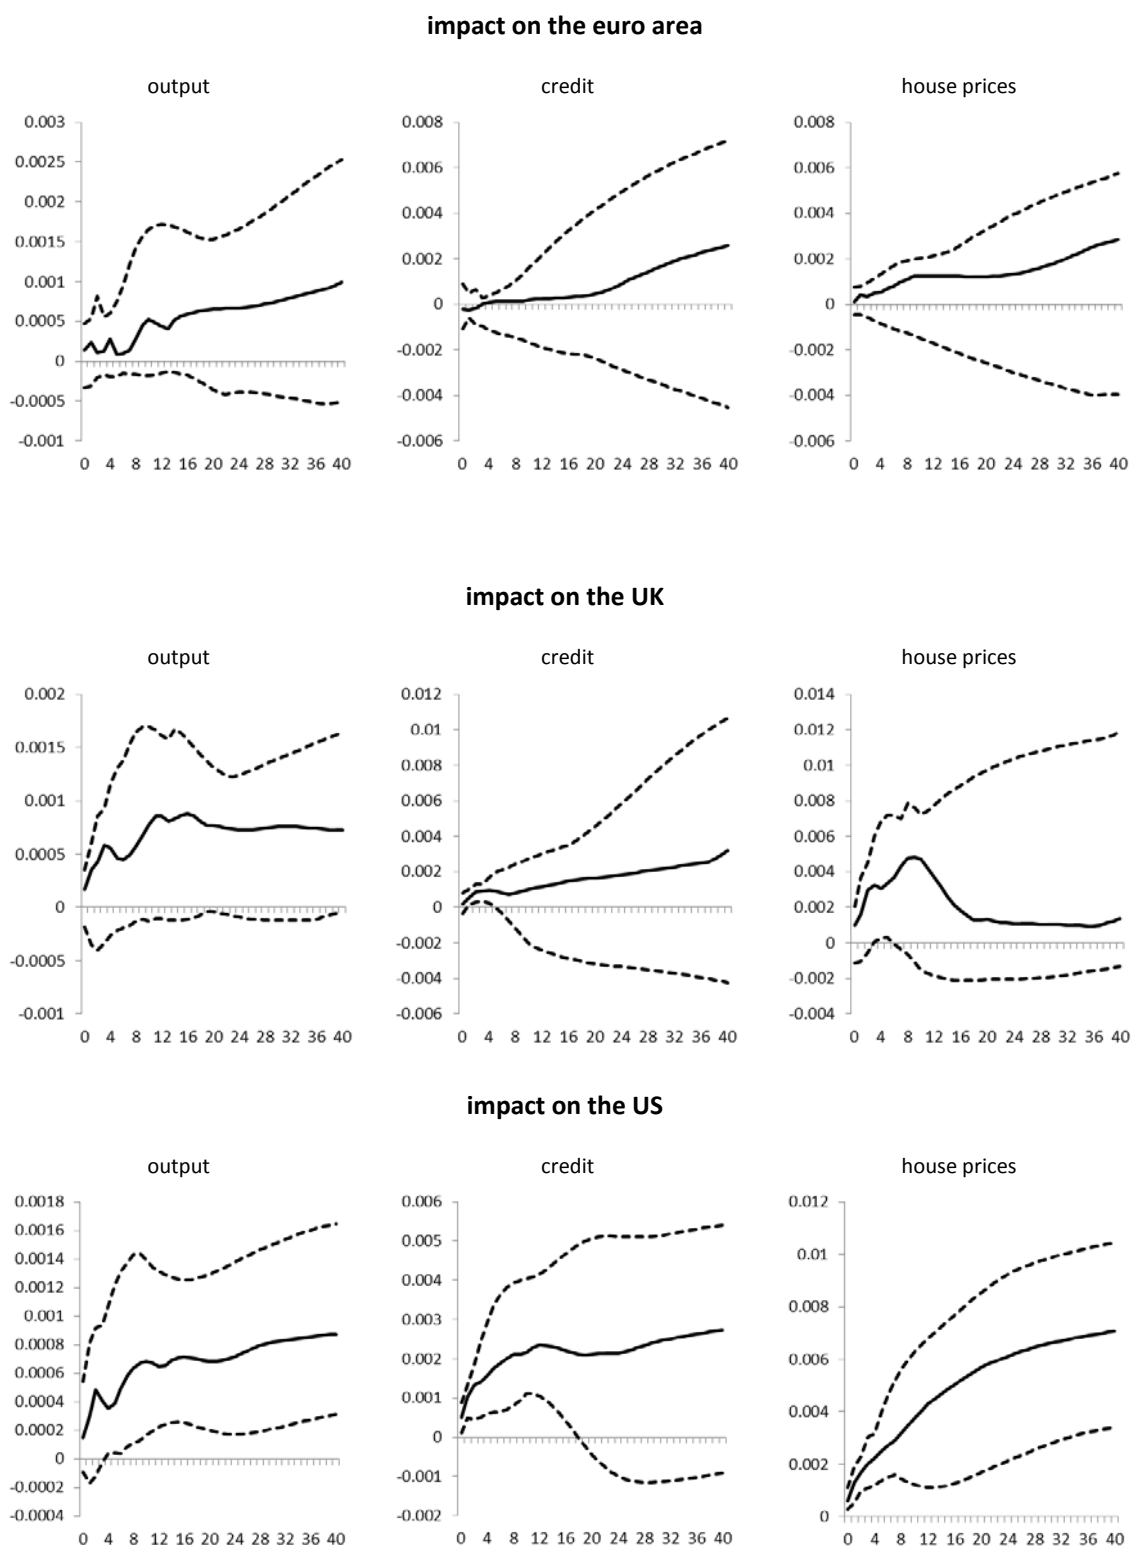 impact on the euro area
output credit house prices
0.003 0.008 0.008
0.0025 0.006 0.006
0.002 0.004 0.004
0.0015 0.002 0.002
0.001 0 0
0.0005 -0.002 -0.002
0 -0.004 -0.004
-0.0005 -0.006 -0.006
-0.001
0 4 8 12 16 20 24 28 32 36 40 0 4 8 12 16 20 24 28 32 36 40 0 4 8 12 16 20 24 28 32 36 40
impact on the UK
output credit house prices
0.002 0.012 0.014
0.0015 0.01 0.012
0.001 0.008 0.01
0.0005 0.006 0.008
0 0.004 0.006
-0.0005 0.002 0.004
-0.001 0 0.002
-0.002 0
-0.004 -0.002
-0.006 -0.004
0 4 8 12 16 20 24 28 32 36 40 0 4 8 12 16 20 24 28 32 36 40 0 4 8 12 16 20 24 28 32 36 40
impact on the US
output credit house prices
0.0018 0.006 0.012
0.0016 0.005 0.01
0.0014 0.004 0.008
0.0012 0.003 0.006
0.001 0.002 0.004
0.0008 0.001 0.002
0.0006 0 0
0.0004 -0.001
0.0002 -0.002
0
-0.0002
-0.0004
0 4 8 12 16 20 24 28 32 36 40 0 4 8 12 16 20 24 28 32 36 40 0 4 8 12 16 20 24 28 32 36 40